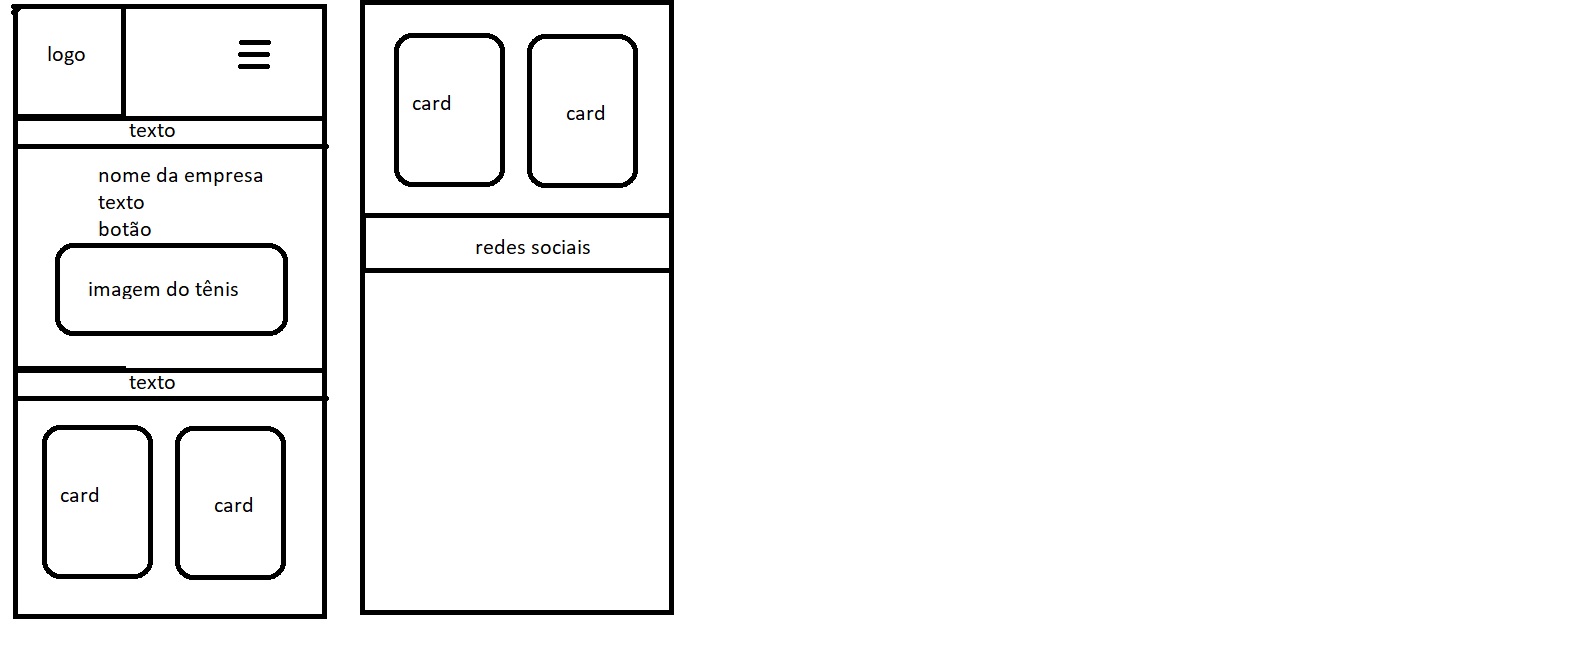 logo
texto
nome da empresa
texto
botão
imagem do tênis
texto
card
card
card
card
redes sociais